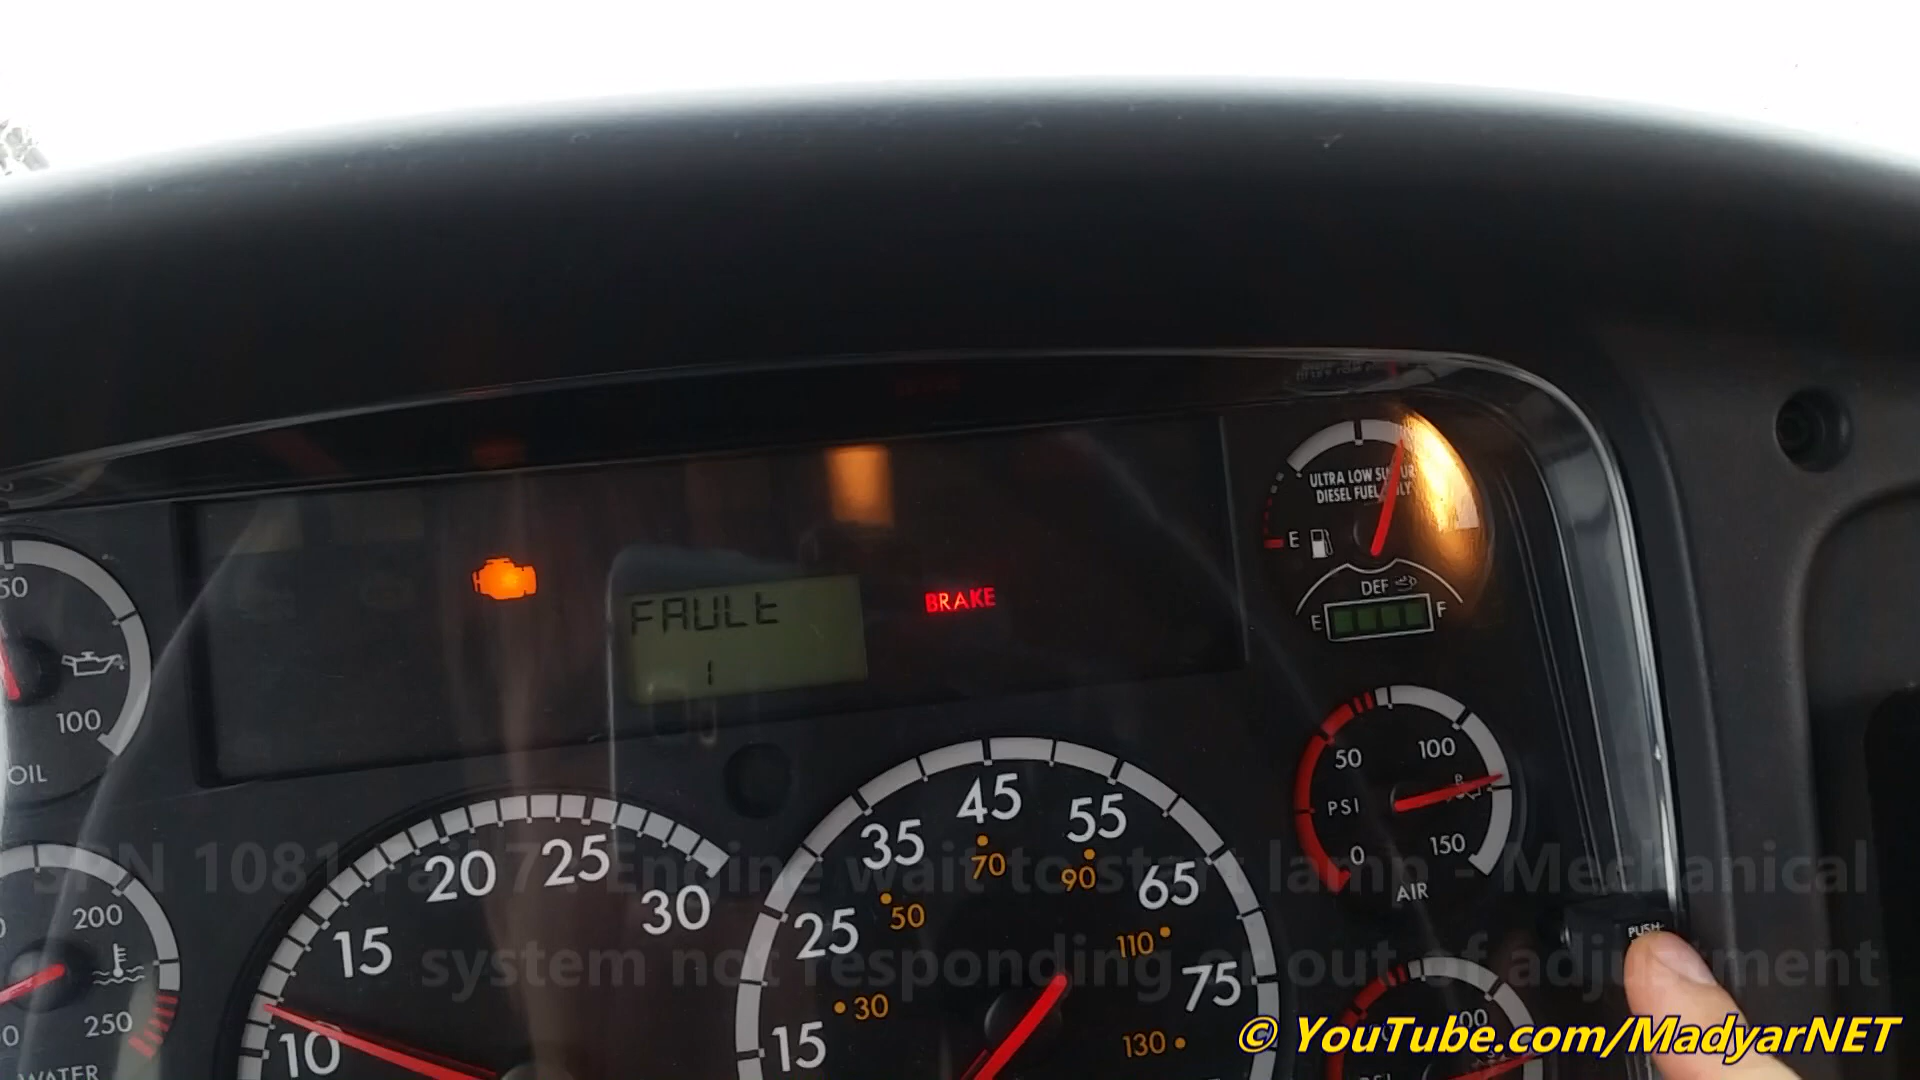 ULTRA LOW SULFUR
DIESEL FUEL ONLY
E
DEF
E F
50
100
OIL
FAULT
1
BRAKE
50 100
PSI
0 150
AIR
PUSH
200
250
WATER
10 15 20 25 30
15 25 35 45 55 65 75
30 50 70 90 110 130
SPN 1081 Fail 7: Engine wait to start lamp - Mechanical
system not responding or out of adjustment
© YouTube.com/MadyarNET